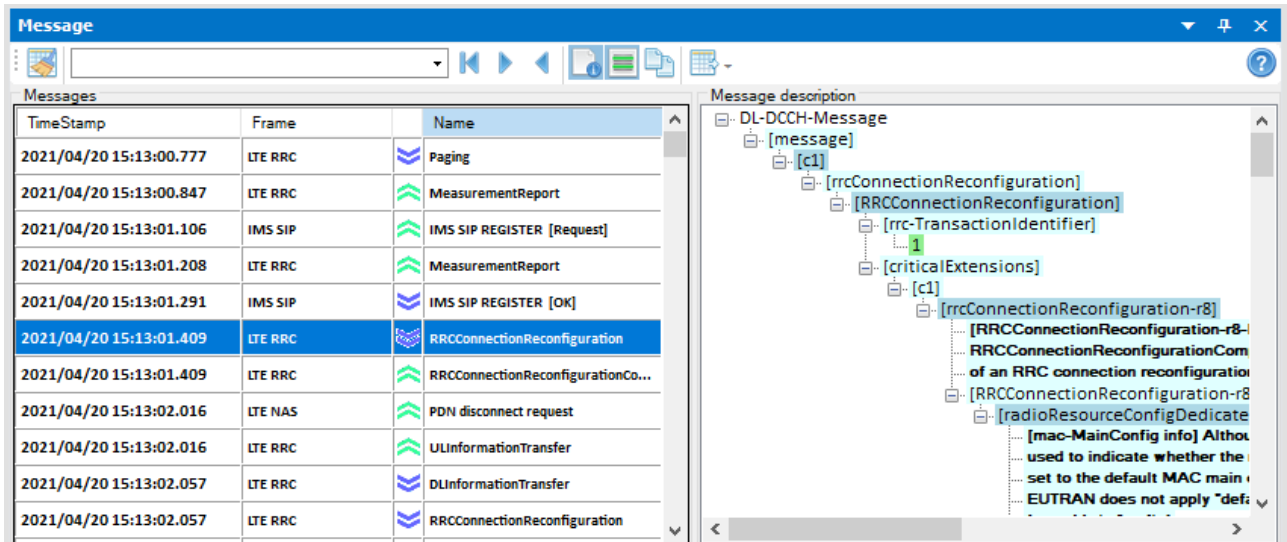 Message
Messages
TimeStamp Frame Name
2021/04/20 15:13:00.777 LTE RRC Paging
2021/04/20 15:13:00.847 LTE RRC MeasurementReport
2021/04/20 15:13:01.106 IMS SIP IMS SIP REGISTER [Request]
2021/04/20 15:13:01.208 LTE RRC MeasurementReport
2021/04/20 15:13:01.291 IMS SIP IMS SIP REGISTER [OK]
2021/04/20 15:13:01.409 LTE RRC RRCConnectionReconfiguration
2021/04/20 15:13:01.409 LTE RRC RRCConnectionReconfigurationCo...
2021/04/20 15:13:02.016 LTE NAS PDN disconnect request
2021/04/20 15:13:02.016 LTE RRC ULInformationTransfer
2021/04/20 15:13:02.057 LTE RRC DLInformationTransfer
2021/04/20 15:13:02.057 LTE RRC RRCConnectionReconfiguration
Message description
DL-DCCH-Message
[message]
[c1]
[rrcConnectionReconfiguration]
[RRCConnectionReconfiguration]
[rrc-TransactionIdentifier]
1
[criticalExtensions]
[c1]
[rrcConnectionReconfiguration-r8]
[RRCConnectionReconfiguration-r8-
RRCConnectionReconfigurationCom
of an RRC connection reconfiguration
[RRCConnectionReconfiguration-r8
[radioResourceConfigDedicate
[mac-MainConfig info] Althou
used to indicate whether the
set to the default MAC main
EUTRAN does not apply "defa